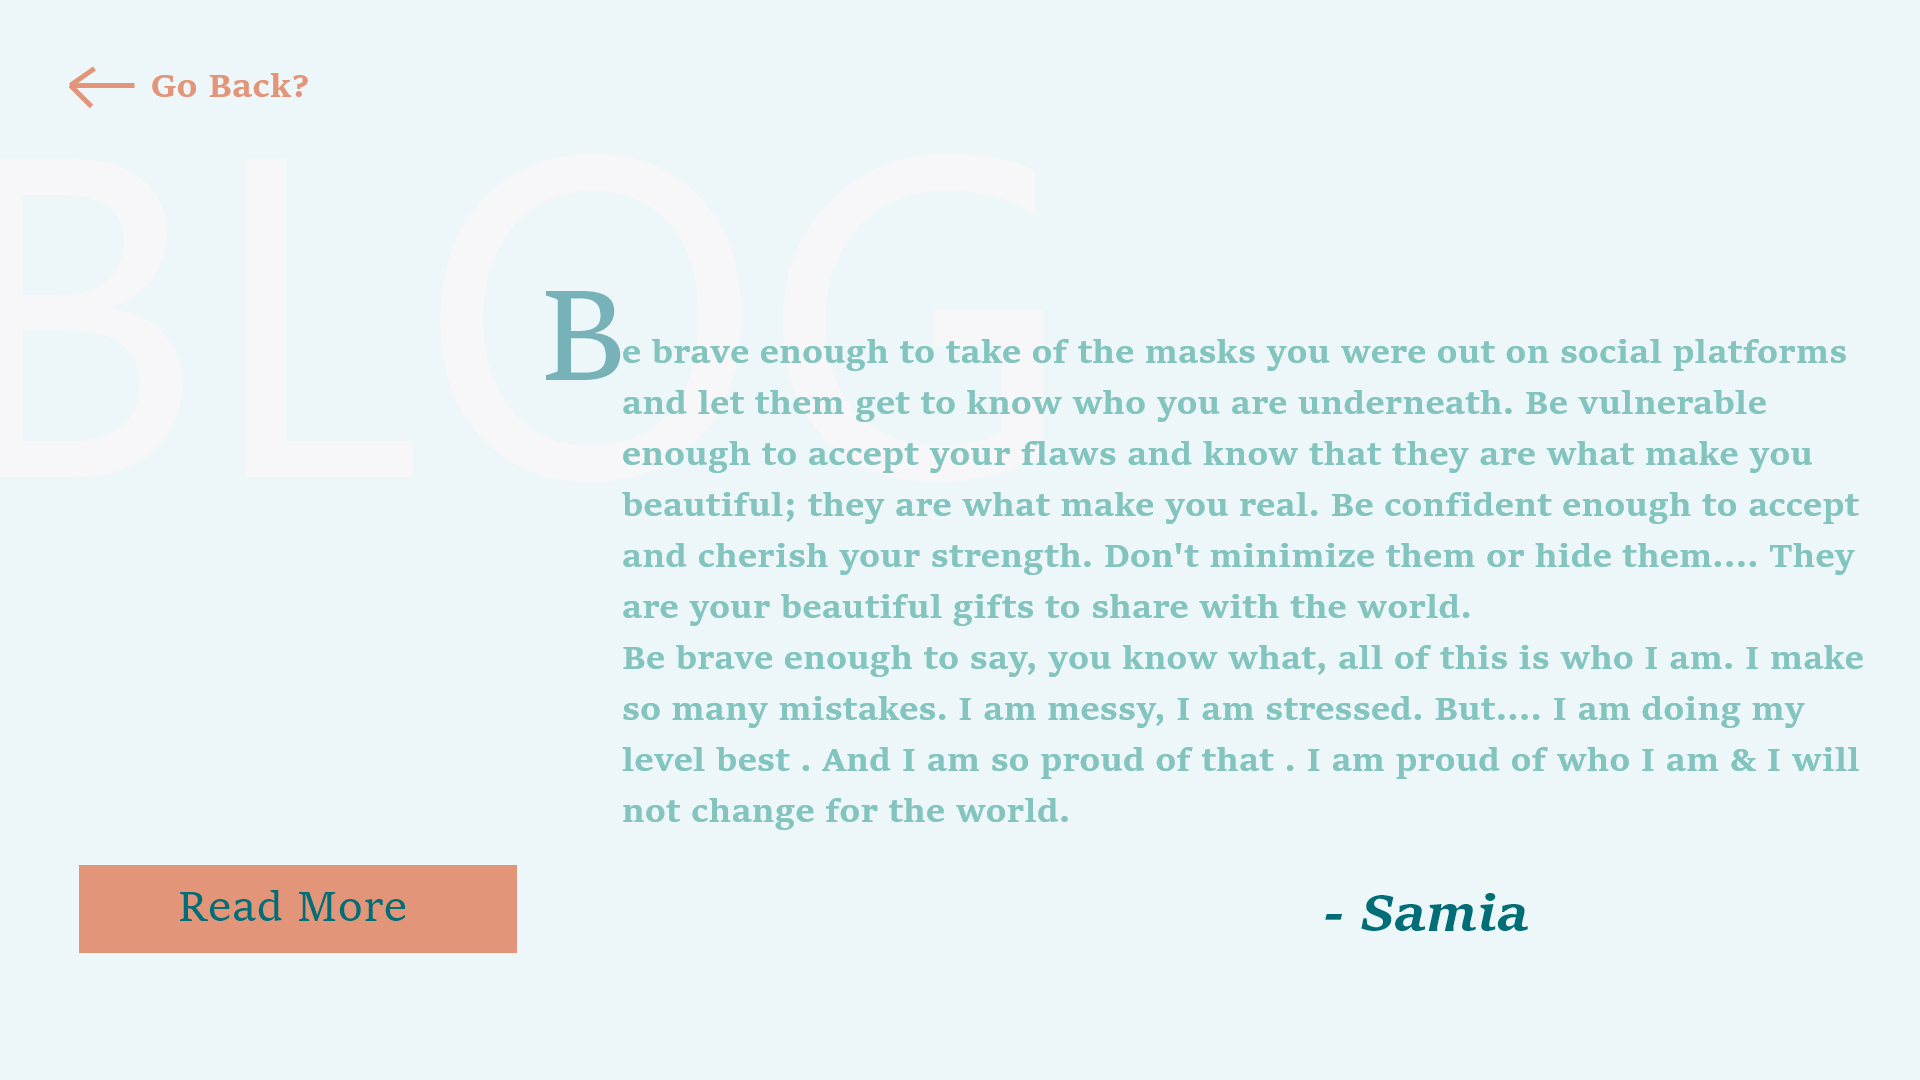 Go Back?
BLOG
Be brave enough to take of the masks you were out on social platforms
and let them get to know who you are underneath. Be vulnerable
enough to accept your flaws and know that they are what make you
beautiful; they are what make you real. Be confident enough to accept
and cherish your strength. Don't minimize them or hide them.... They
are your beautiful gifts to share with the world.
Be brave enough to say, you know what, all of this is who I am. I make
so many mistakes. I am messy, I am stressed. But.... I am doing my
level best . And I am so proud of that . I am proud of who I am & I will
not change for the world.
Read More
- Samia